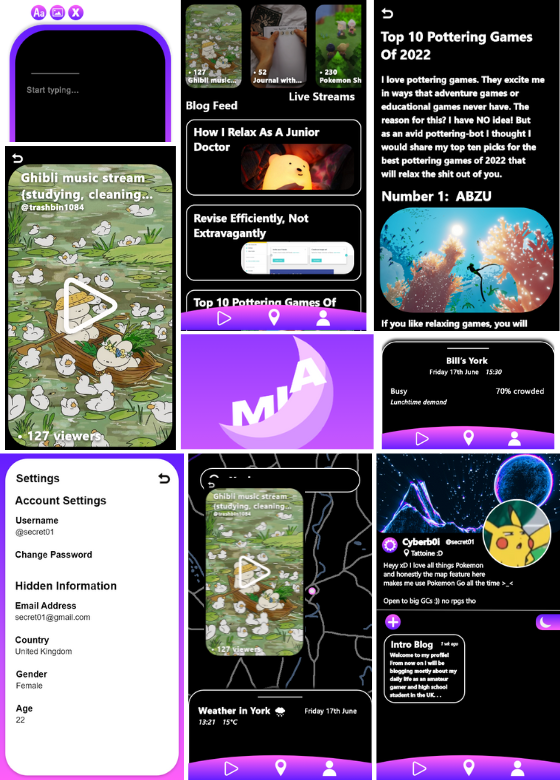 Aa
Start typing...
• 127
Ghibli music...
• 52
Journal with...
• 230
Pokemon Sh
Live Streams
Blog Feed
How I Relax As A Junior
Doctor
Revise Efficiently, Not
Extravagantly
Top 10 Pottering Games Of
Top 10 Pottering Games
Of 2022
I love pottering games. They excite me
in ways that adventure games or
educational games never have. The
reason for this? I have NO idea! But
as an avid pottering-bot I thought I
would share my top ten picks for the
best pottering games of 2022 that
will relax the shit out of you.
Number 1: ABZU
If you like relaxing games, you will
Ghibli music stream
(studying, cleaning...
@trashbin1084
• 127 viewers
MIA
Bill's York
Friday 17th June 15:30
Busy
70% crowded
Lunchtime demand
Settings
Account Settings
Username
@secret01
Change Password
Hidden Information
Email Address
secret01@gmail.com
Country
United Kingdom
Gender
Female
Age
22
Ghibli music stream
(studying, cleaning...
@trashbin1084
• 127 viewers
Weather in York
Friday 17th June
13:21 15°C
Cyberb0i @secret01
Tattoine :D
Heyy xD I love all things Pokemon
and honestly the map feature here
makes me use Pokemon Go all the time >_<
Open to big GCs :)) no rpgs tho
Intro Blog
1 wk ago
Welcome to my profile!
From now on I will be
blogging mostly about my
daily life as an amateur
gamer and high school
student in the UK. . .